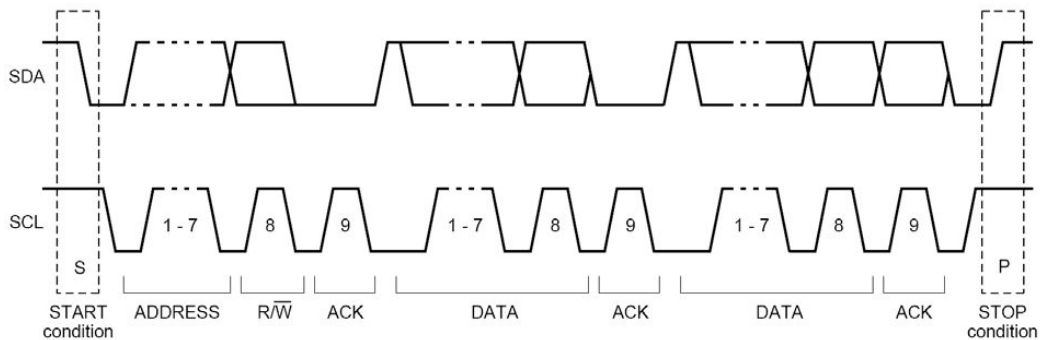 SDA
SCL
1 - 7
8
9
1 - 7
8
9
1 - 7
8
9
S
P
START
condition
ADDRESS
R/W̅
ACK
DATA
ACK
DATA
ACK
STOP
condition